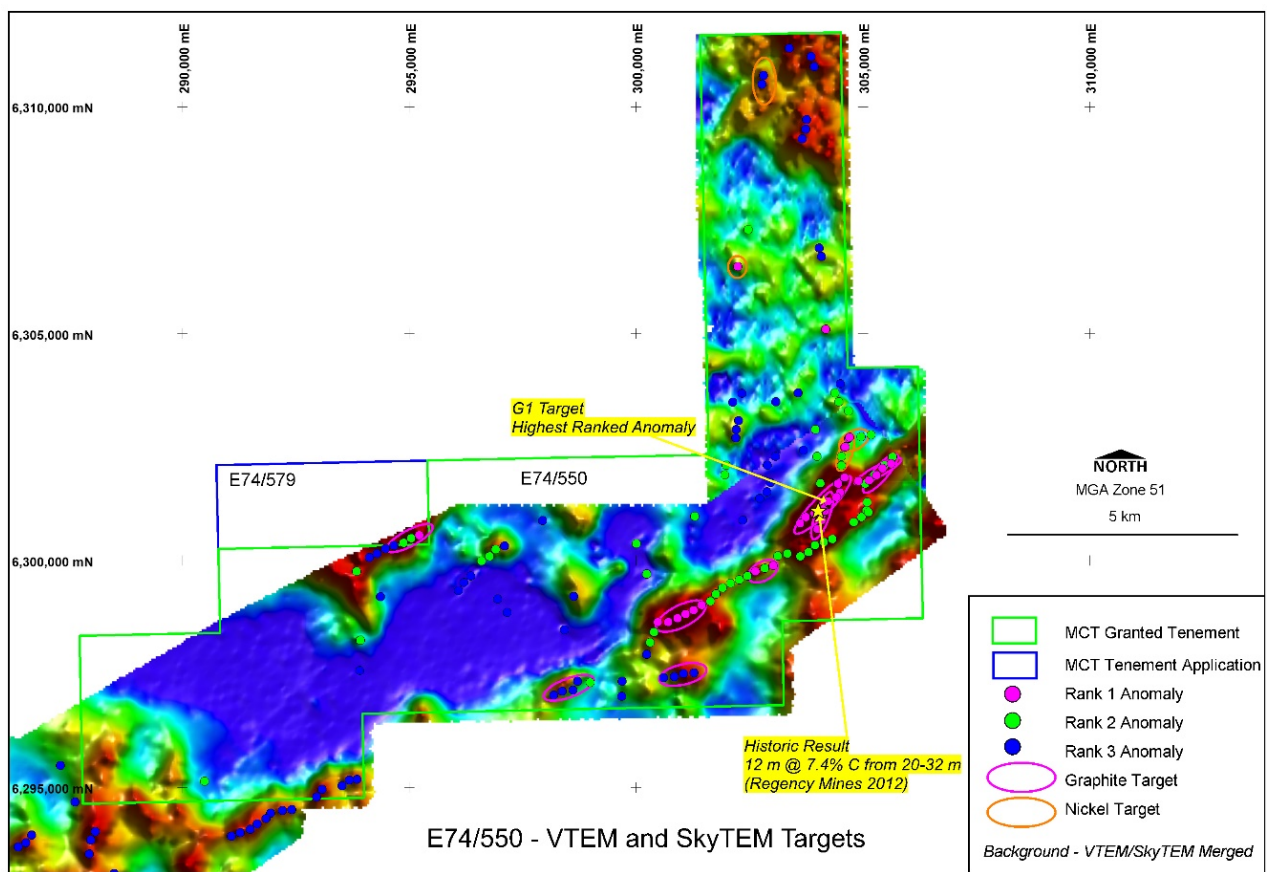 290,000 mE
295,000 mE
300,000 mE
305,000 mE
310,000 mE
6,310,000 mN
6,305,000 mN
G1 Target
Highest Ranked Anomaly
E74/579
E74/550
NORTH
MGA Zone 51
5 km
6,300,000 mN
6,295,000 mN
Historic Result
12 m @ 7.4% C from 20-32 m
(Regency Mines 2012)
E74/550 - VTEM and SkyTEM Targets
MCT Granted Tenement
MCT Tenement Application
Rank 1 Anomaly
Rank 2 Anomaly
Rank 3 Anomaly
Graphite Target
Nickel Target
Background - VTEM/SkyTEM Merged